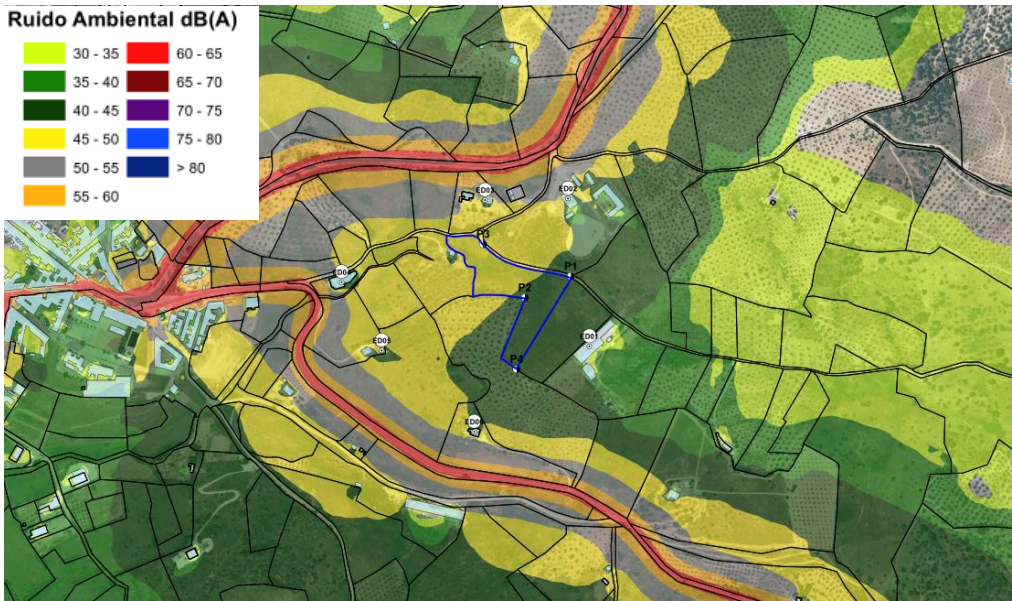 Ruido Ambiental dB(A)
30 - 35
60 - 65
35 - 40
65 - 70
40 - 45
70 - 75
45 - 50
75 - 80
50 - 55
> 80
55 - 60
ED03
ED02
P3
P1
ED04
P2
ED01
ED05
P4
ED06